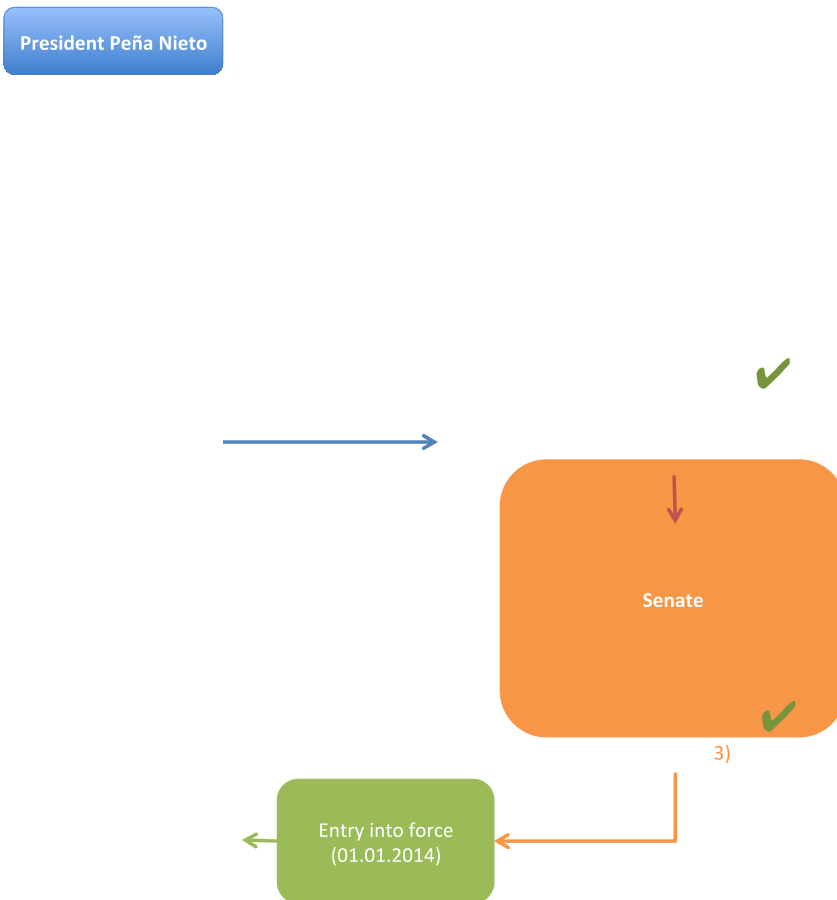 President Peña Nieto
Senate
3)
Entry into force
(01.01.2014)